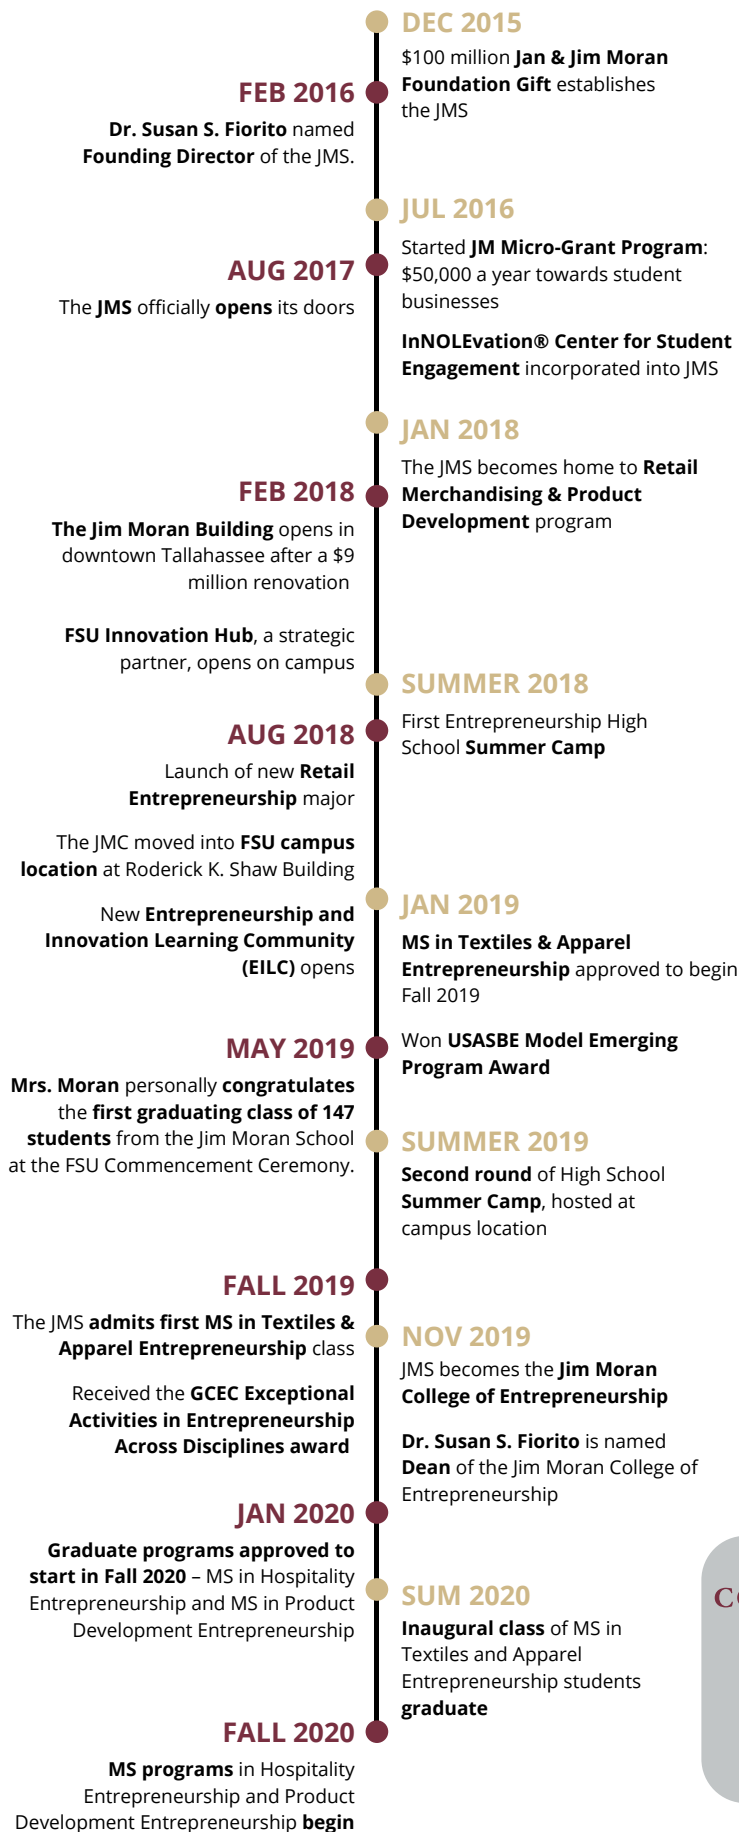 DEC 2015
$100 million Jan & Jim Moran
Foundation Gift establishes
the JMS
FEB 2016
Dr. Susan S. Fiorito named
Founding Director of the JMS.
JUL 2016
Started JM Micro-Grant Program:
$50,000 a year towards student
businesses
InNOLEvation® Center for Student
Engagement incorporated into JMS
AUG 2017
The JMS officially opens its doors
JAN 2018
The JMS becomes home to Retail
Merchandising & Product
Development program
FEB 2018
The Jim Moran Building opens in
downtown Tallahassee after a $9
million renovation
FSU Innovation Hub, a strategic
partner, opens on campus
SUMMER 2018
First Entrepreneurship High
School Summer Camp
AUG 2018
Launch of new Retail
Entrepreneurship major
The JMC moved into FSU campus
location at Roderick K. Shaw Building
New Entrepreneurship and
Innovation Learning Community
(EILC) opens
JAN 2019
MS in Textiles & Apparel
Entrepreneurship approved to begin
Fall 2019
Won USASBE Model Emerging
Program Award
MAY 2019
Mrs. Moran personally congratulates
the first graduating class of 147
students from the Jim Moran School
at the FSU Commencement Ceremony.
SUMMER 2019
Second round of High School
Summer Camp, hosted at
campus location
FALL 2019
The JMS admits first MS in Textiles &
Apparel Entrepreneurship class
Received the GCEC Exceptional
Activities in Entrepreneurship
Across Disciplines award
NOV 2019
JMS becomes the Jim Moran
College of Entrepreneurship
Dr. Susan S. Fiorito is named
Dean of the Jim Moran College of
Entrepreneurship
JAN 2020
Graduate programs approved to
start in Fall 2020 – MS in Hospitality
Entrepreneurship and MS in Product
Development Entrepreneurship
SUM 2020
Inaugural class of MS in
Textiles and Apparel
Entrepreneurship students
graduate
FALL 2020
MS programs in Hospitality
Entrepreneurship and Product
Development Entrepreneurship begin